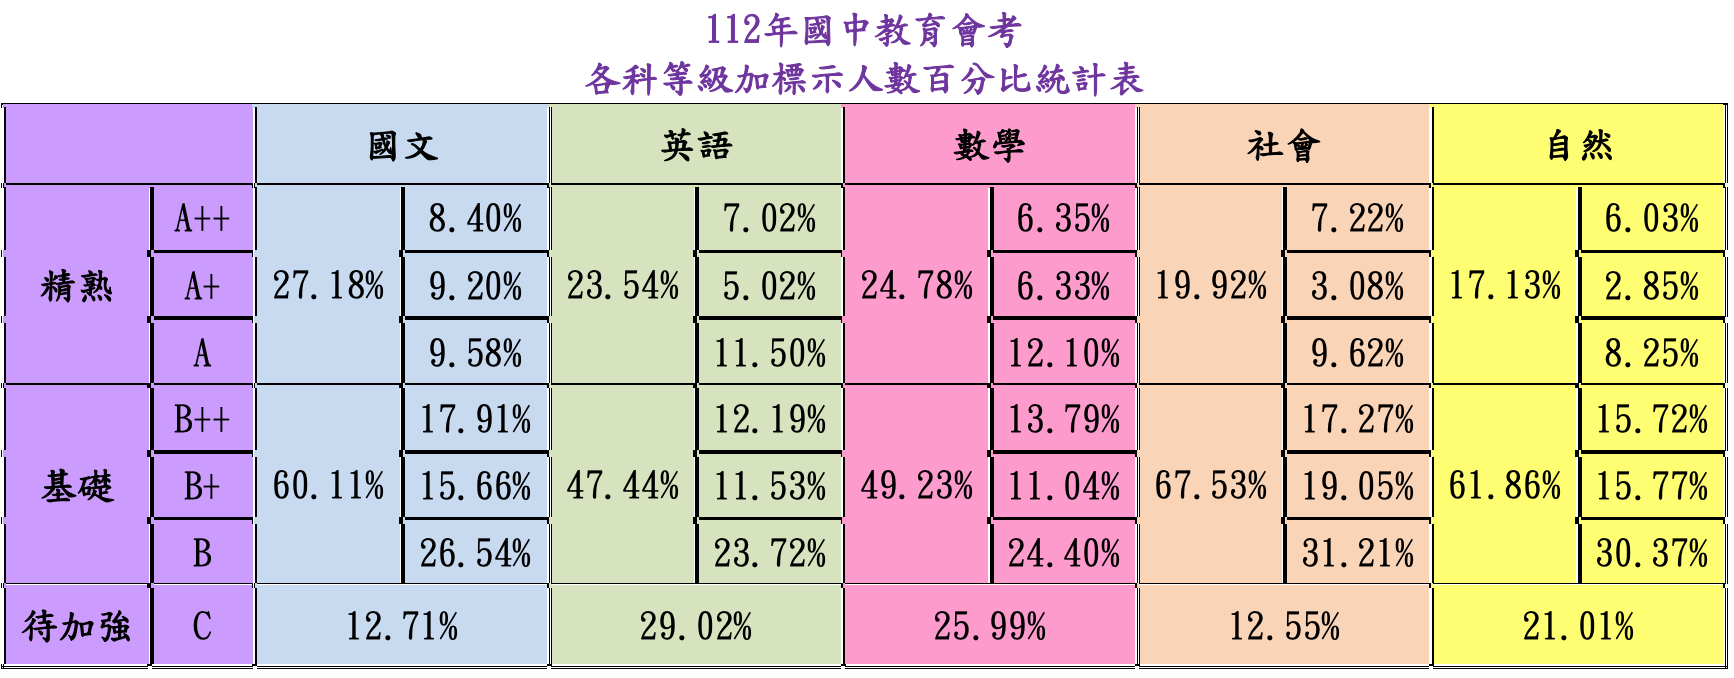 112年國中教育會考
各科等級加標示人數百分比統計表
國文 英語 數學 社會 自然
A++ 8.40% 7.02% 6.35% 7.22% 6.03%
精熟 A+ 27.18% 9.20% 23.54% 5.02% 24.78% 6.33% 19.92% 3.08% 17.13% 2.85%
A 9.58% 11.50% 12.10% 9.62% 8.25%
B++ 17.91% 12.19% 13.79% 17.27% 15.72%
基礎 B+ 60.11% 15.66% 47.44% 11.53% 49.23% 11.04% 67.53% 19.05% 61.86% 15.77%
B 26.54% 23.72% 24.40% 31.21% 30.37%
待加強 C 12.71% 29.02% 25.99% 12.55% 21.01%